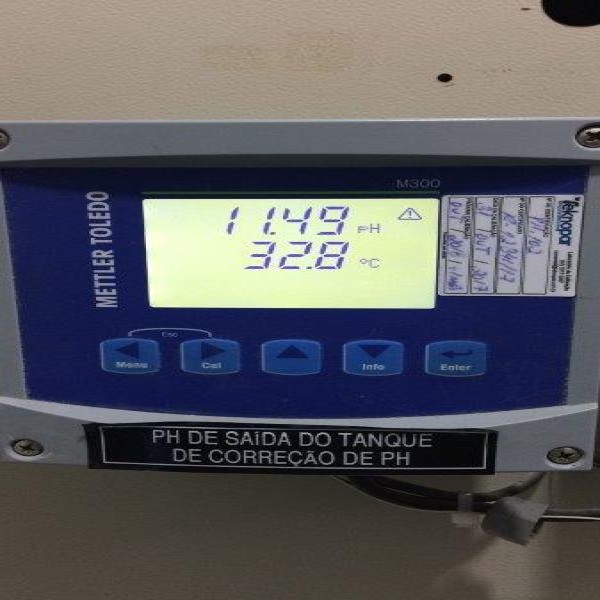 M300
METTLER TOLEDO
11.49 pH
32.8 °C
Teknopar
Esc
Menu
Cal
Info
Enter
PH DE SAÍDA DO TANQUE
DE CORREÇÃO DE PH